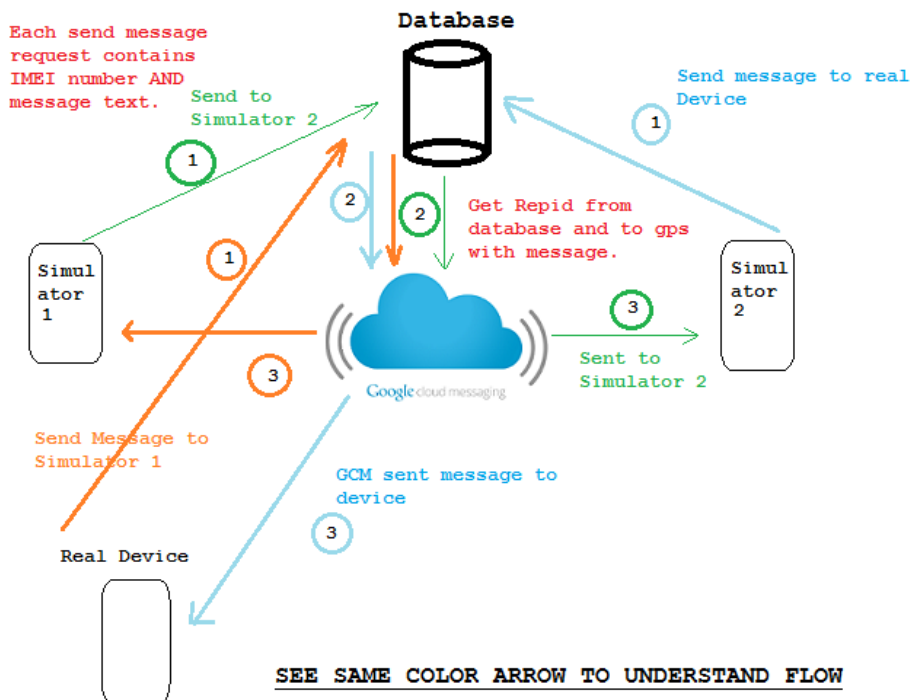 Database
Each send message
request contains
IMEI number AND
message text.
Send to
Simulator 2
1
Send message to real
Device
1
2
2
1
Get Repid from
database and to gps
with message.
Simul
ator
1
Simul
ator
2
3
Sent to
Simulator 2
3
Google cloud messaging
Send Message to
Simulator 1
GCM sent message to
device
3
Real Device
SEE SAME COLOR ARROW TO UNDERSTAND FLOW